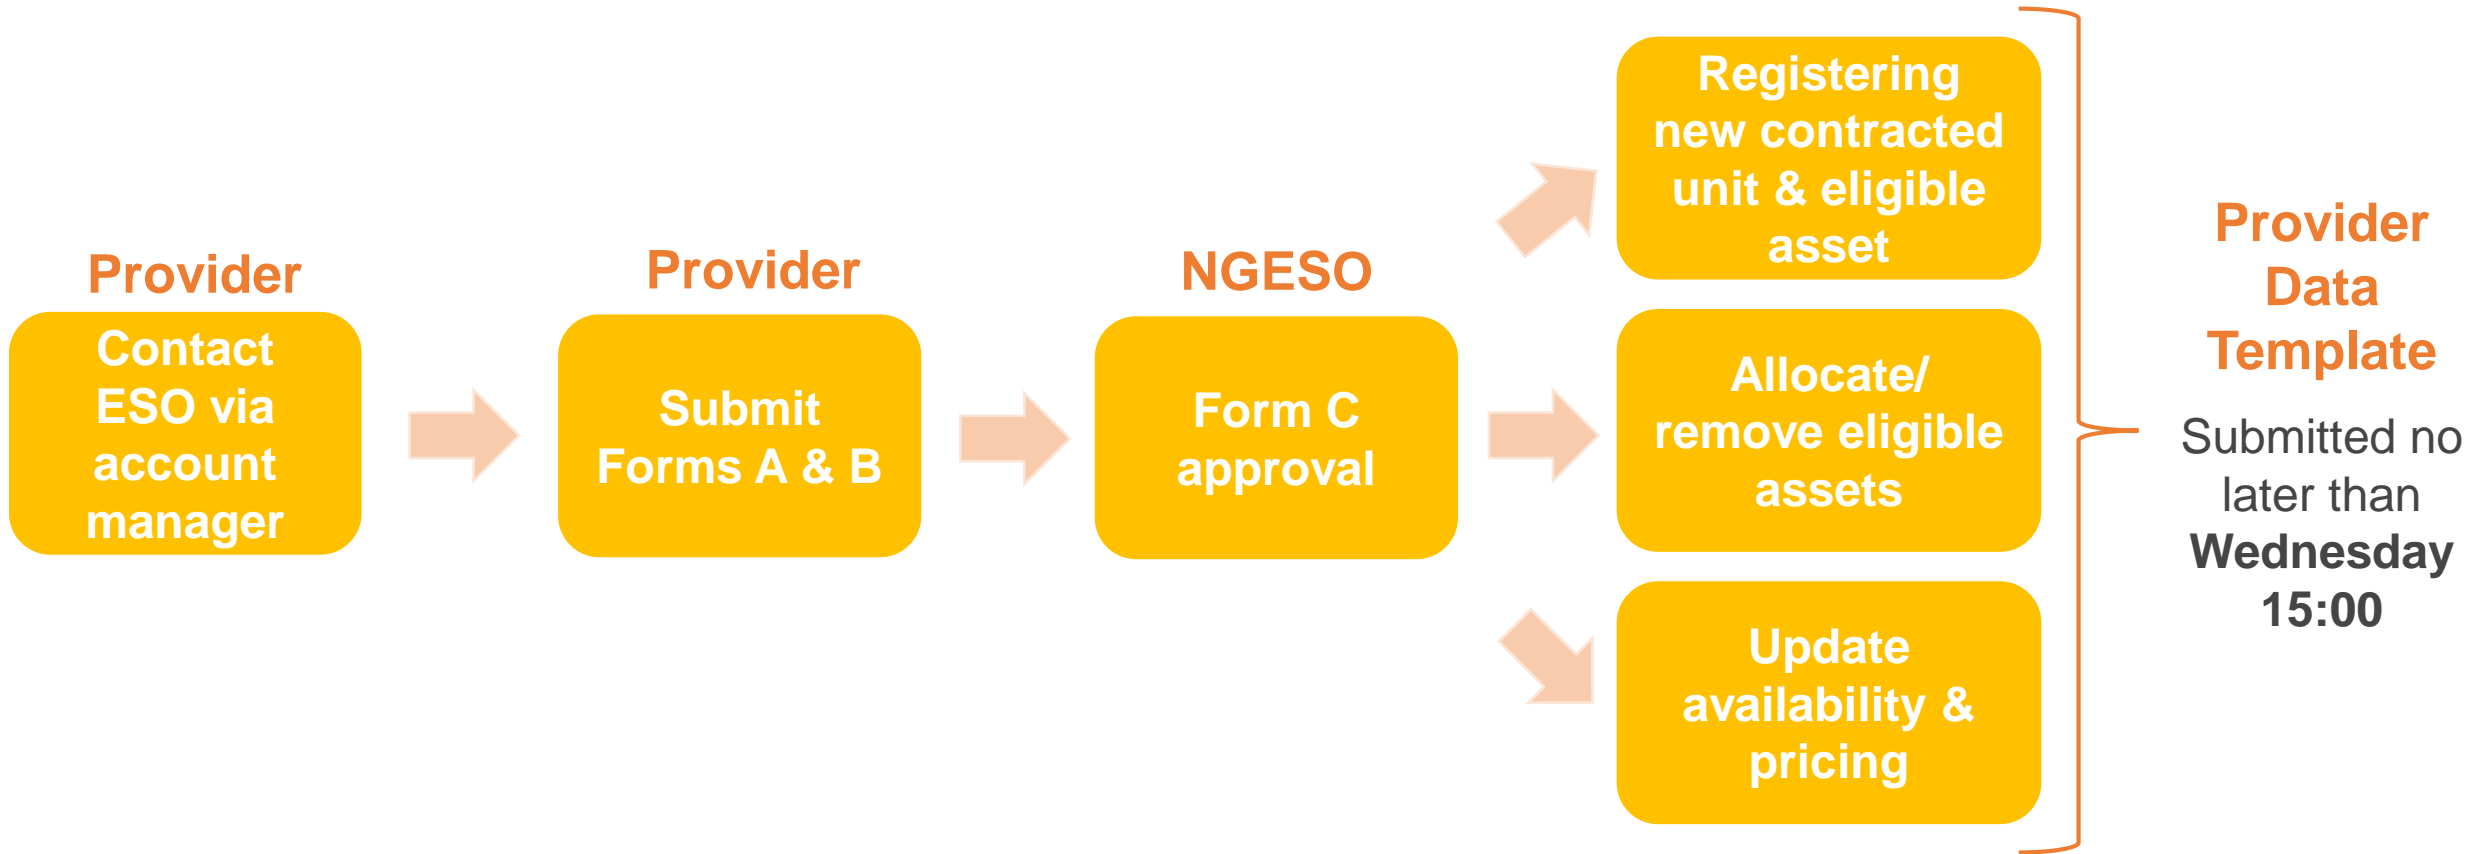 Provider
Contact
ESO via
account
manager
Provider
Submit
Forms A & B
NGESO
Form C
approval
Registering
new contracted
unit & eligible
asset
Allocate/
remove eligible
assets
Update
availability &
pricing
Provider
Data
Template
Submitted no
later than
Wednesday
15:00